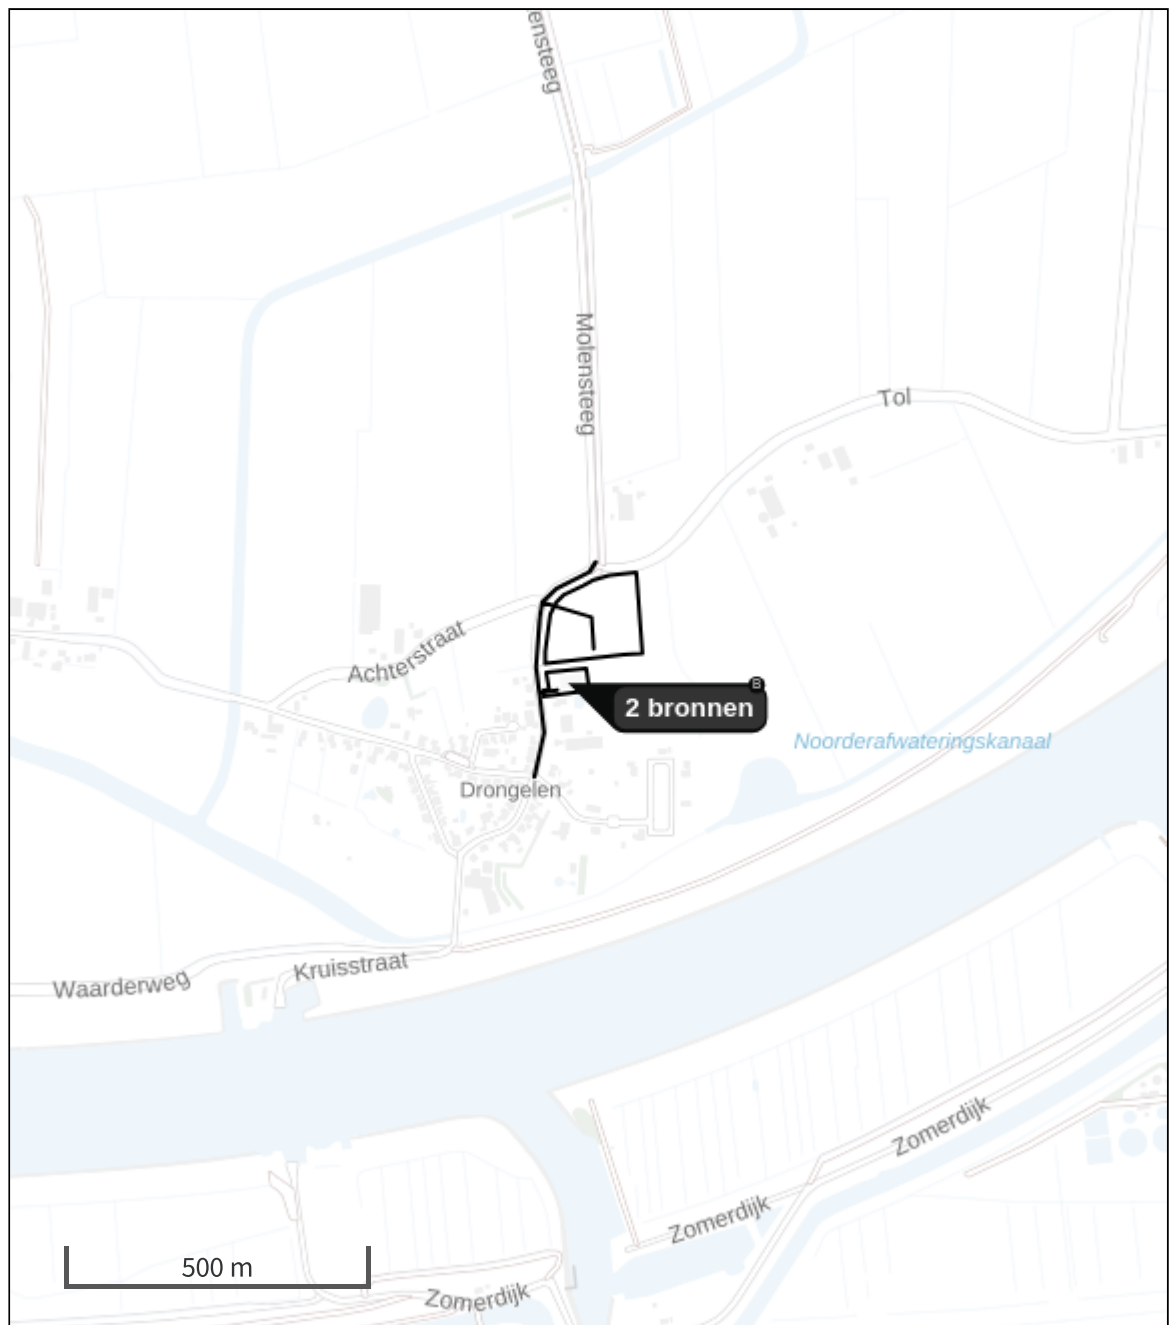 ensteeg
Molensteeg
Tol
Achterstraat
B
2 bronnen
Noorderafwateringskanaal
Drongelen
Kruisstraat
Waarderweg
Zomerdijk
Zomerdijk
500 m
Zomerdijk